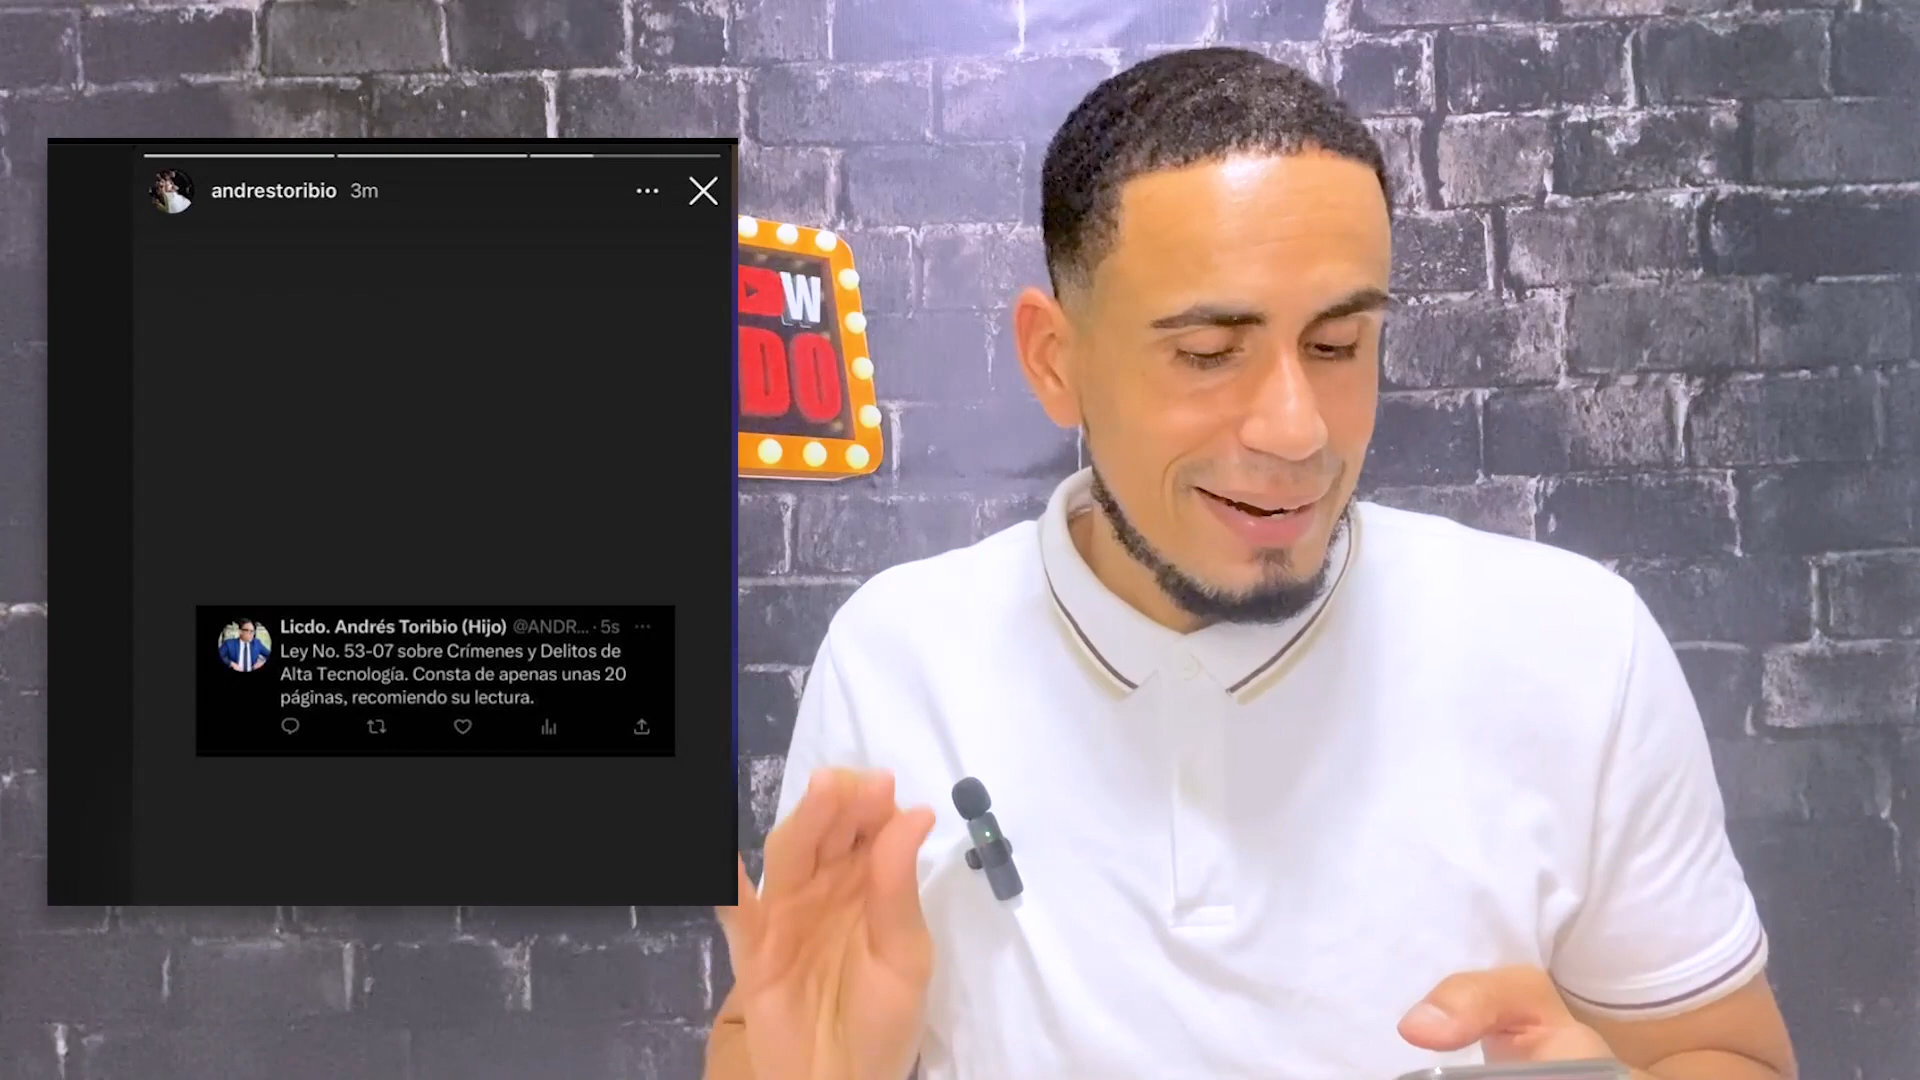 andrestoribio 3m
Licdo. Andrés Toribio (Hijo) @ANDR... · 5s
Ley No. 53-07 sobre Crímenes y Delitos de
Alta Tecnología. Consta de apenas unas 20
páginas, recomiendo su lectura.
W
DO